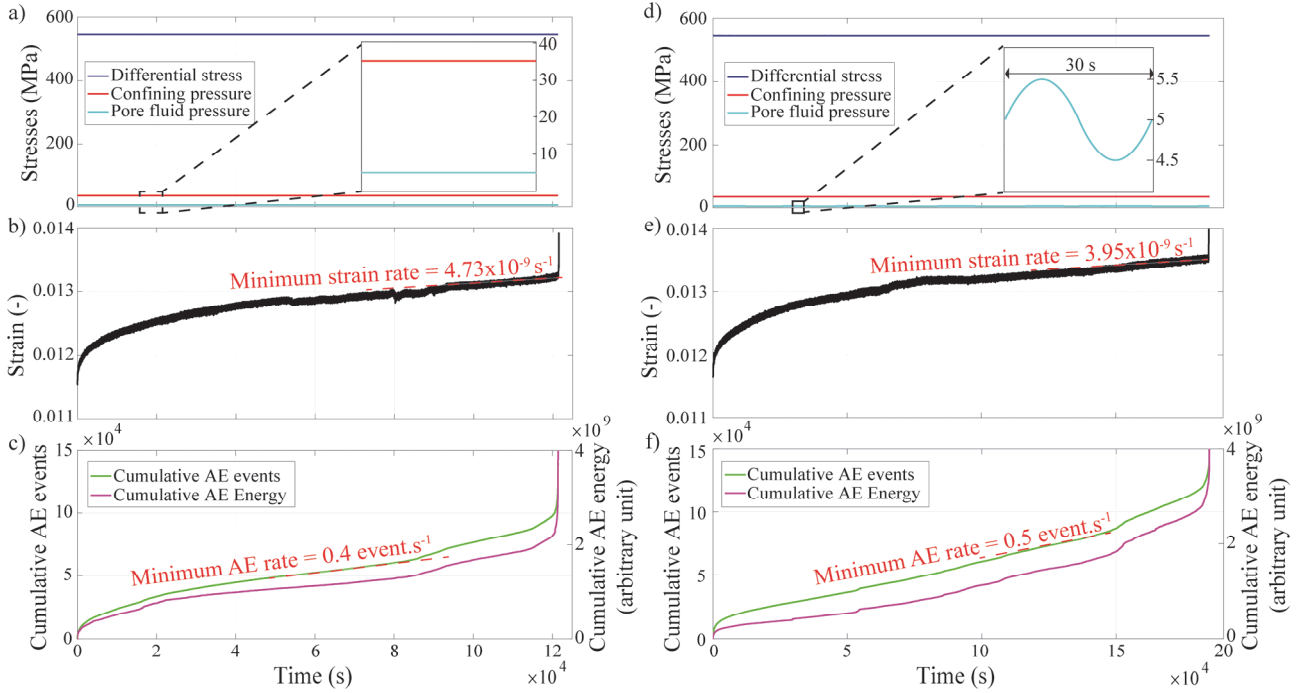 a)
Stresses (MPa)
600
400
200
0
Differential stress
Confining pressure
Pore fluid pressure
40
30
20
10
b)
Strain (-)
0.014
0.013
0.012
0.011
Minimum strain rate = 4.73x10-9 s-1
c)
×10^4
Cumulative AE events
15
10
5
0
Cumulative AE events
Cumulative AE Energy
Minimum AE rate = 0.4 event.s-1
×10^9
4
2
0
Cumulative AE energy
(arbitrary unit)
0 2 4 6 8 10 12
Time (s)
×10^4
d)
Stresses (MPa)
600
400
200
0
Differential stress
Confining pressure
Pore fluid pressure
30 s
5.5
5
4.5
e)
Strain (-)
0.014
0.013
0.012
0.011
Minimum strain rate = 3.95x10-9 s-1
f)
×10^4
Cumulative AE events
15
10
5
0
Cumulative AE events
Cumulative AE Energy
Minimum AE rate = 0.5 event.s-1
×10^9
4
2
0
Cumulative AE energy
(arbitrary unit)
0 5 10 15 20
Time (s)
×10^4